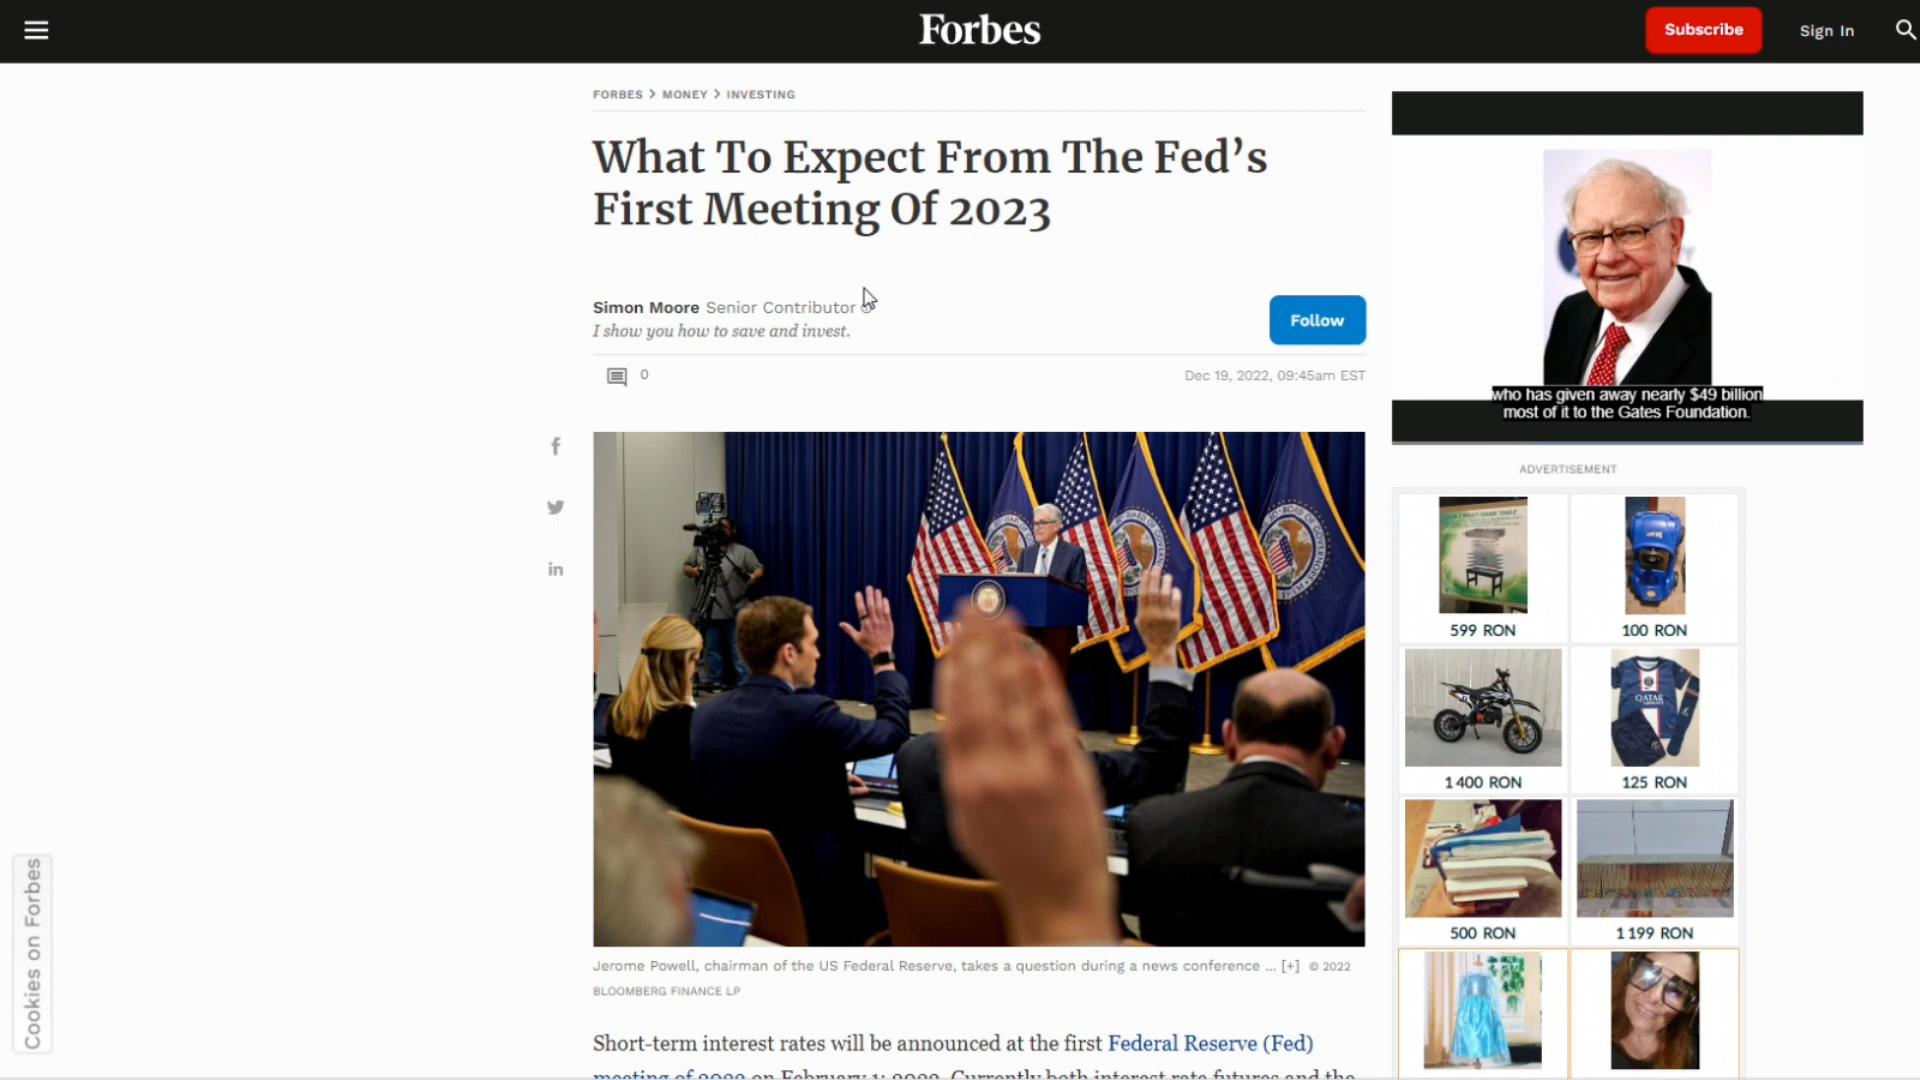 Forbes
Subscribe
Sign In
FORBES > MONEY > INVESTING
What To Expect From The Fed’s
First Meeting Of 2023
Simon Moore Senior Contributor
I show you how to save and invest.
Follow
0
Dec 19, 2022, 09:45am EST
Jerome Powell, chairman of the US Federal Reserve, takes a question during a news conference ... [+] © 2022
BLOOMBERG FINANCE LP
Short-term interest rates will be announced at the first Federal Reserve (Fed)
who has given away nearly $49 billion
most of it to the Gates Foundation.
ADVERTISEMENT
599 RON
100 RON
QATAR
1 400 RON
125 RON
500 RON
1 199 RON
Cookies on Forbes